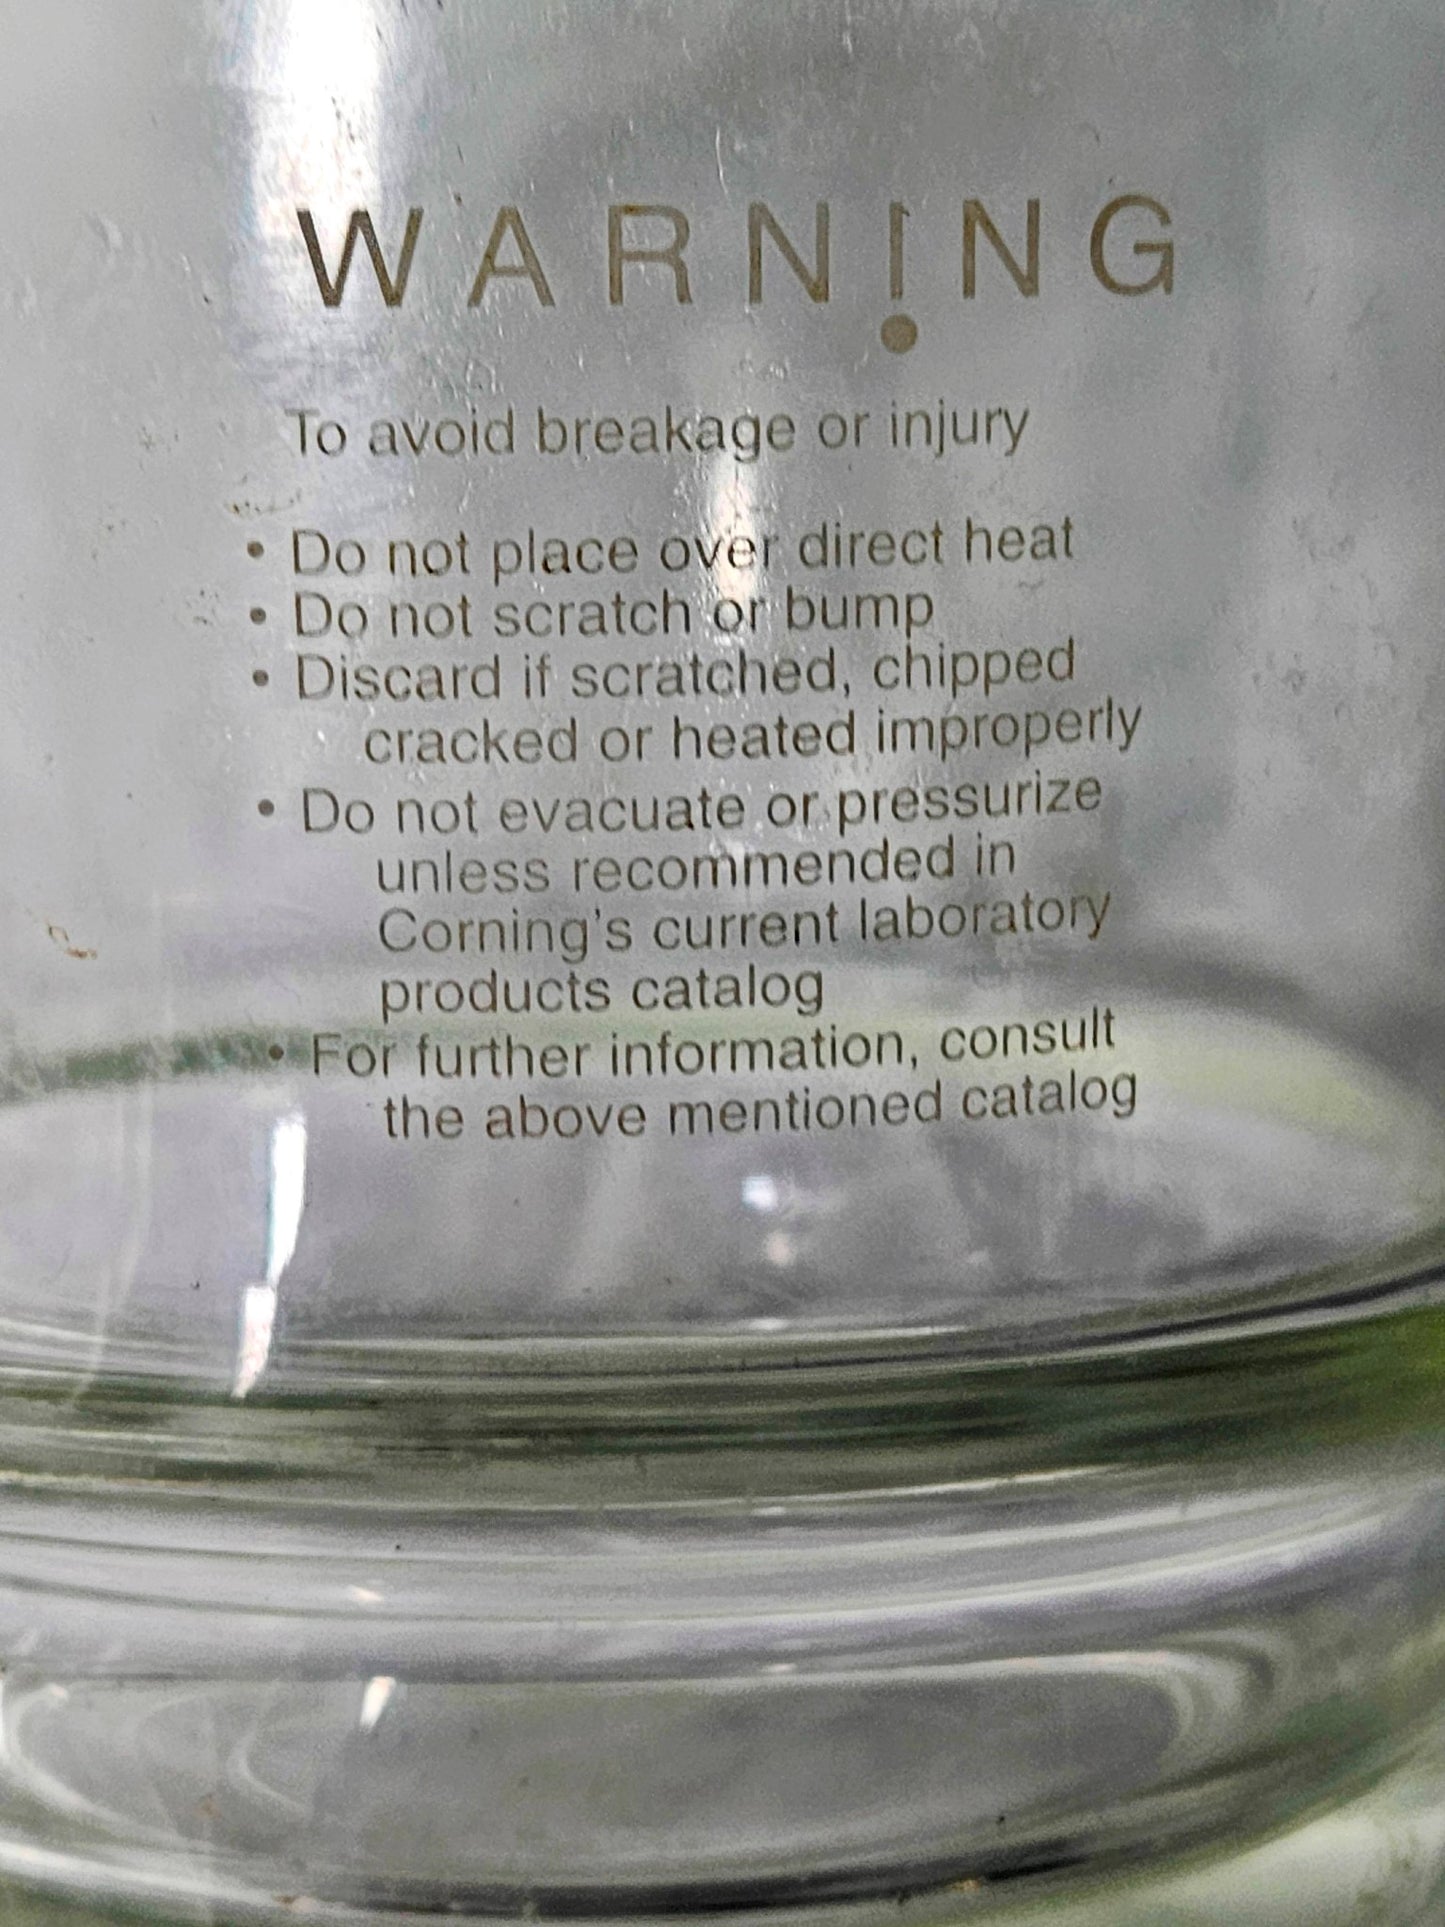 WARNING
To avoid breakage or injury
• Do not place over direct heat
• Do not scratch or bump
• Discard if scratched, chipped
cracked or heated improperly
• Do not evacuate or pressurize
unless recommended in
Corning's current laboratory
products catalog
• For further information, consult
the above mentioned catalog